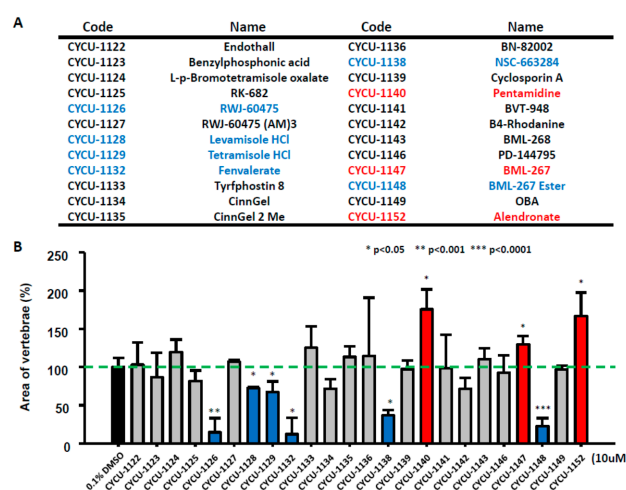 A
Code Name Code Name
CYCU-1122 Endothall CYCU-1136 BN-82002
CYCU-1123 Benzylphosphonic acid CYCU-1138 NSC-663284
CYCU-1124 L-p-Bromotetramisole oxalate CYCU-1139 Cyclosporin A
CYCU-1125 RK-682 CYCU-1140 Pentamidine
CYCU-1126 RWJ-60475 CYCU-1141 BVT-948
CYCU-1127 RWJ-60475 (AM)3 CYCU-1142 B4-Rhodanine
CYCU-1128 Levamisole HCl CYCU-1143 BML-268
CYCU-1129 Tetramisole HCl CYCU-1146 PD-144795
CYCU-1132 Fenvalerate CYCU-1147 BML-267
CYCU-1133 Tyrfphostin 8 CYCU-1148 BML-267 Ester
CYCU-1134 CinnGel CYCU-1149 OBA
CYCU-1135 CinnGel 2 Me CYCU-1152 Alendronate
B
* p<0.05 ** p<0.001 *** p<0.0001
Area of vertebrae (%)
250
200
150
100
50
0
** * * * * * * *** *
0.1% DMSO CYCU-1122 CYCU-1123 CYCU-1124 CYCU-1125 CYCU-1126 CYCU-1127 CYCU-1128 CYCU-1129 CYCU-1132 CYCU-1133 CYCU-1134 CYCU-1135 CYCU-1136 CYCU-1138 CYCU-1139 CYCU-1140 CYCU-1141 CYCU-1142 CYCU-1143 CYCU-1146 CYCU-1147 CYCU-1148 CYCU-1149 CYCU-1152 (10uM